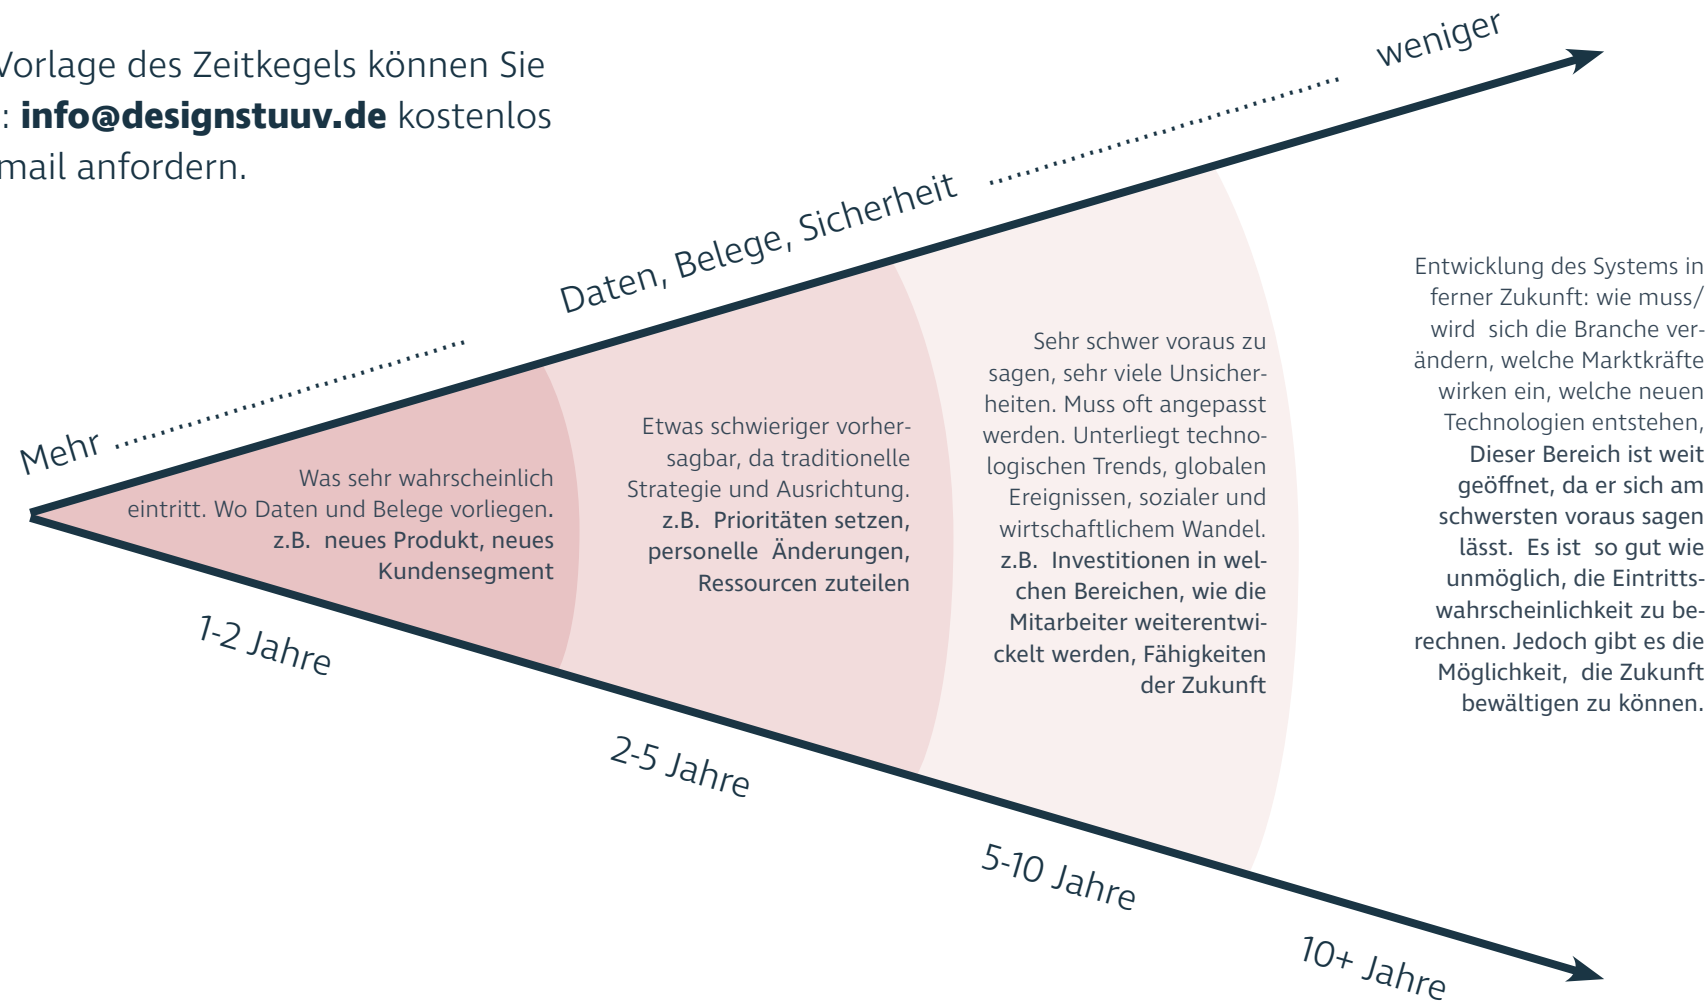 Vorlage des Zeitkegels können Sie
: info@designstuuv.de kostenlos
mail anfordern.
Mehr
Daten, Belege, Sicherheit
weniger
Was sehr wahrscheinlich
eintritt. Wo Daten und Belege vorliegen.
z.B. neues Produkt, neues
Kundensegment
Etwas schwieriger vorher-
sagbar, da traditionelle
Strategie und Ausrichtung.
z.B. Prioritäten setzen,
personelle Änderungen,
Ressourcen zuteilen
Sehr schwer voraus zu
sagen, sehr viele Unsicher-
heiten. Muss oft angepasst
werden. Unterliegt techno-
logischen Trends, globalen
Ereignissen, sozialer und
wirtschaftlichem Wandel.
z.B. Investitionen in wel-
chen Bereichen, wie die
Mitarbeiter weiterentwi-
ckelt werden, Fähigkeiten
der Zukunft
Entwicklung des Systems in
ferner Zukunft: wie muss/
wird sich die Branche ver-
ändern, welche Marktkräfte
wirken ein, welche neuen
Technologien entstehen,
Dieser Bereich ist weit
geöffnet, da er sich am
schwersten voraus sagen
lässt. Es ist so gut wie
unmöglich, die Eintritts-
wahrscheinlichkeit zu be-
rechnen. Jedoch gibt es die
Möglichkeit, die Zukunft
bewältigen zu können.
1-2 Jahre
2-5 Jahre
5-10 Jahre
10+ Jahre